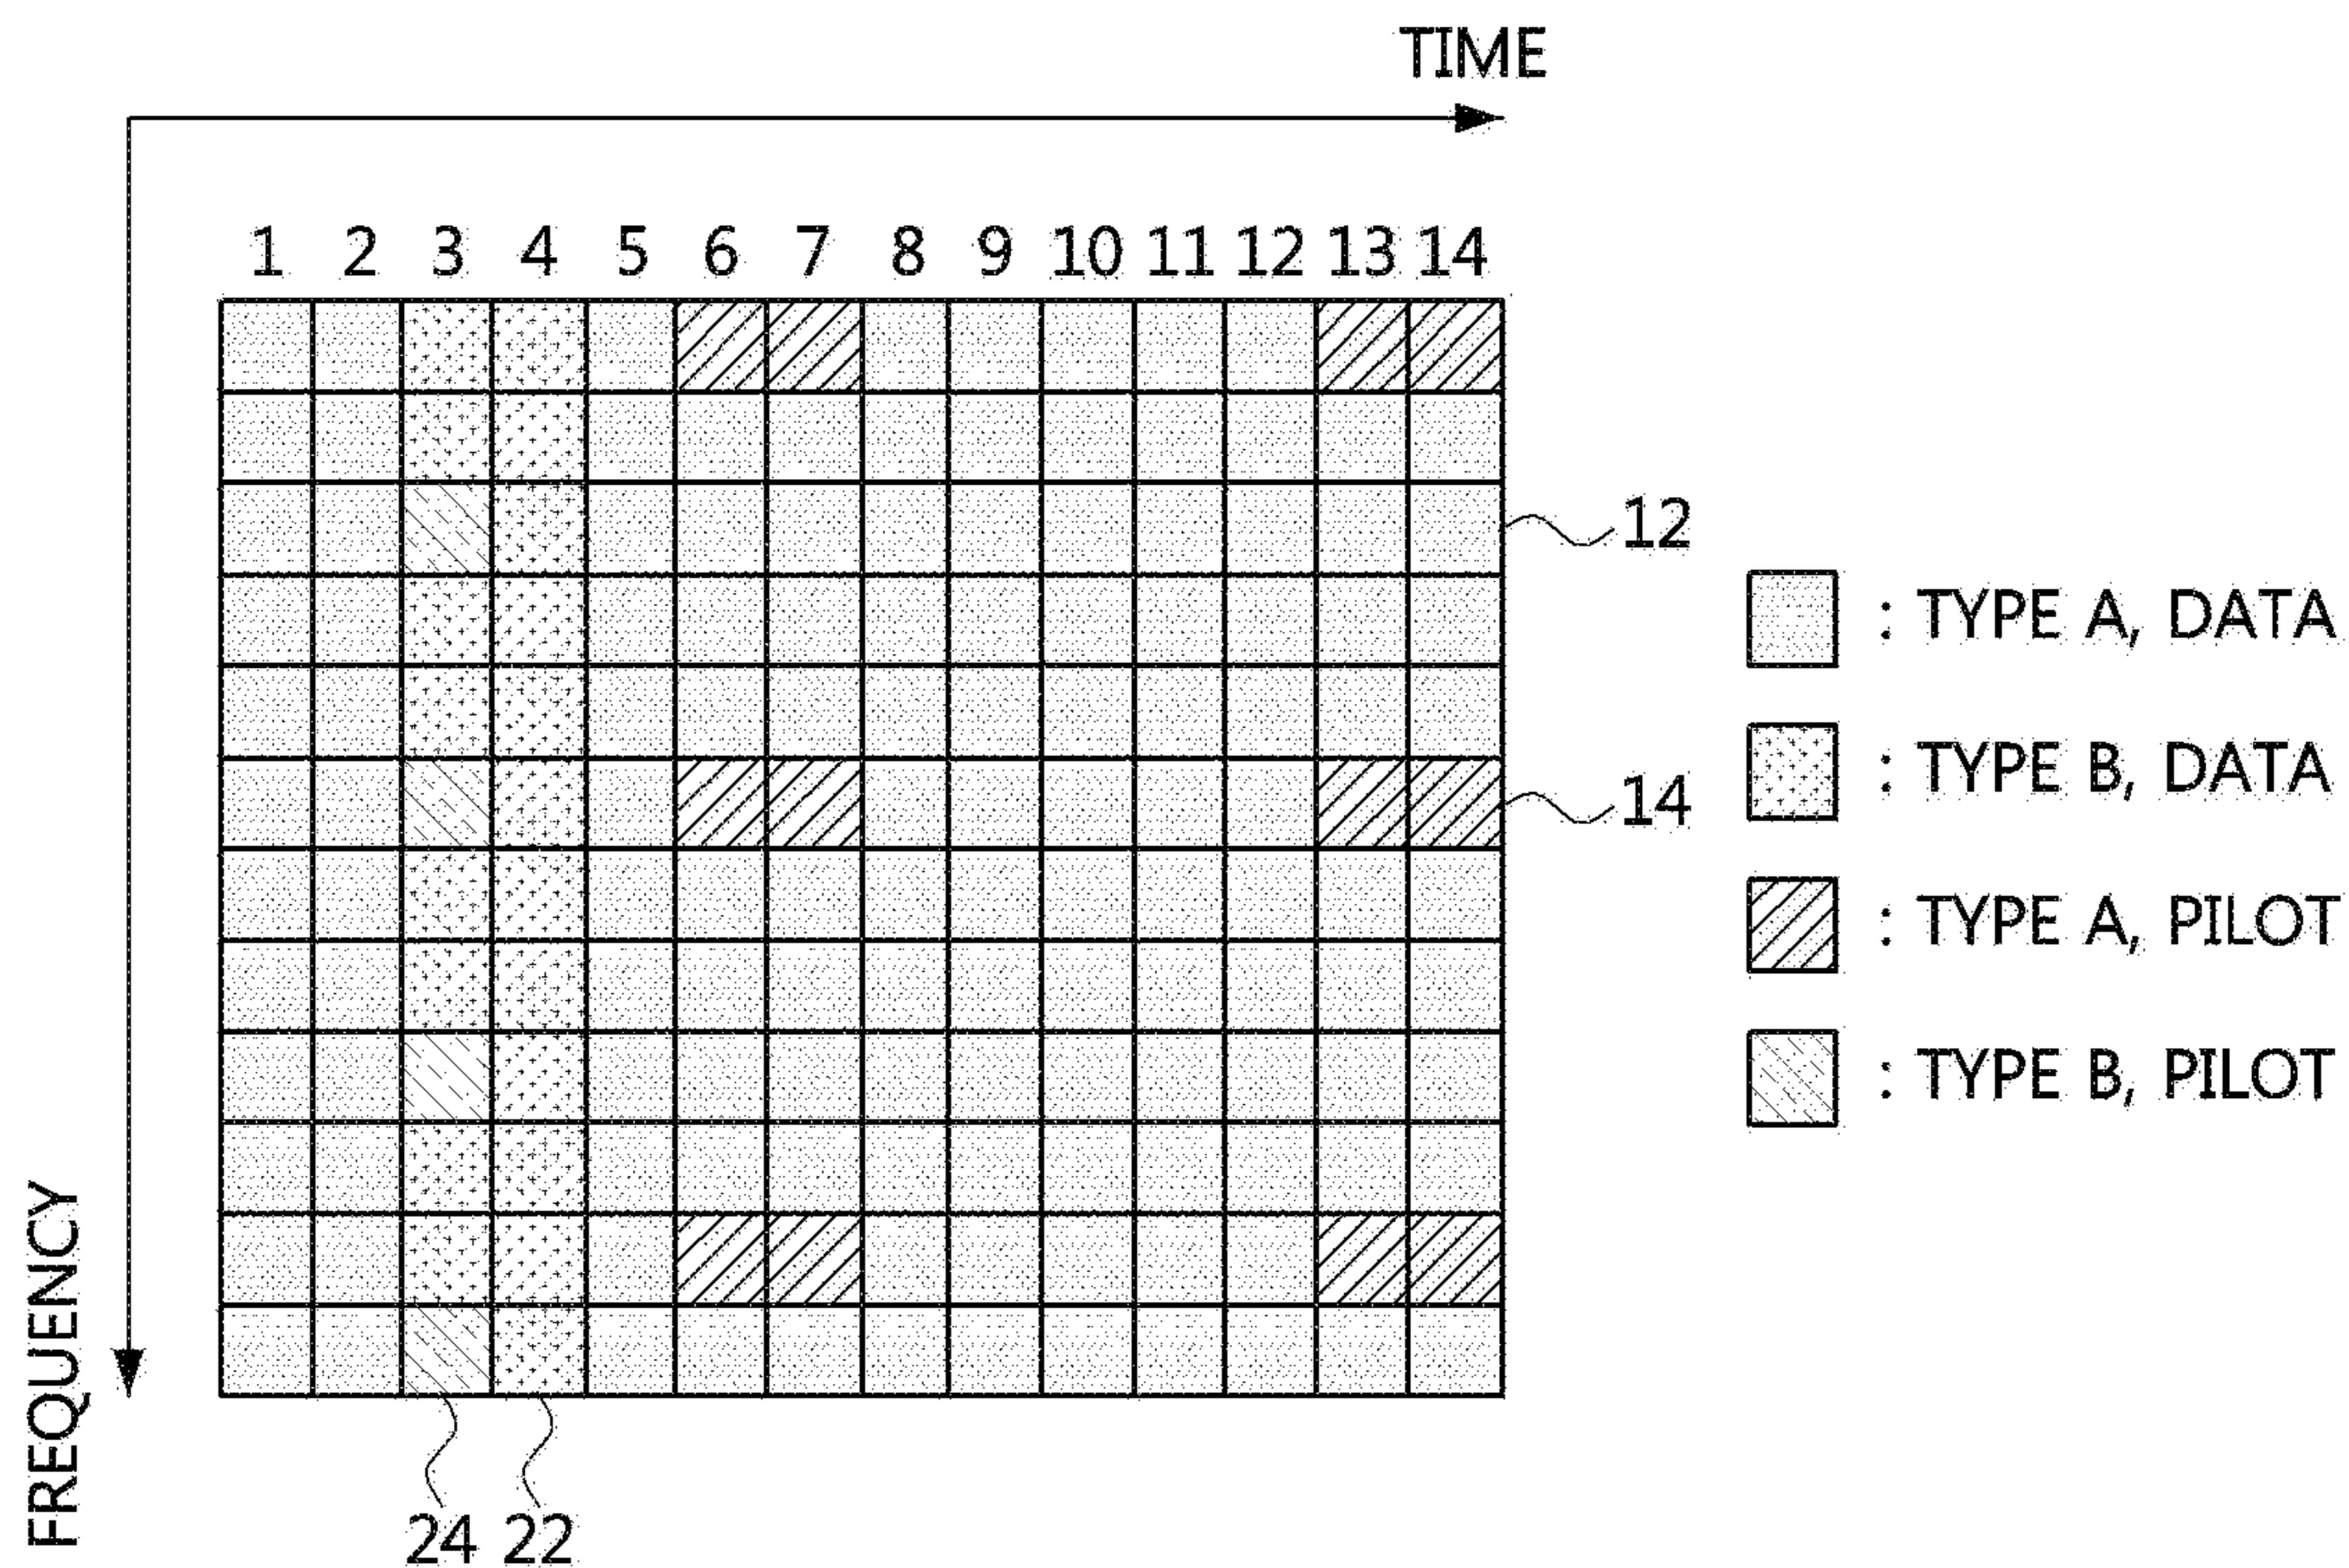 TIME
1 2 3 4 5 6 7 8 9 10 11 12 13 14
12
: TYPE A, DATA
: TYPE B, DATA
14
: TYPE A, PILOT
: TYPE B, PILOT
FREQUENCY
24 22